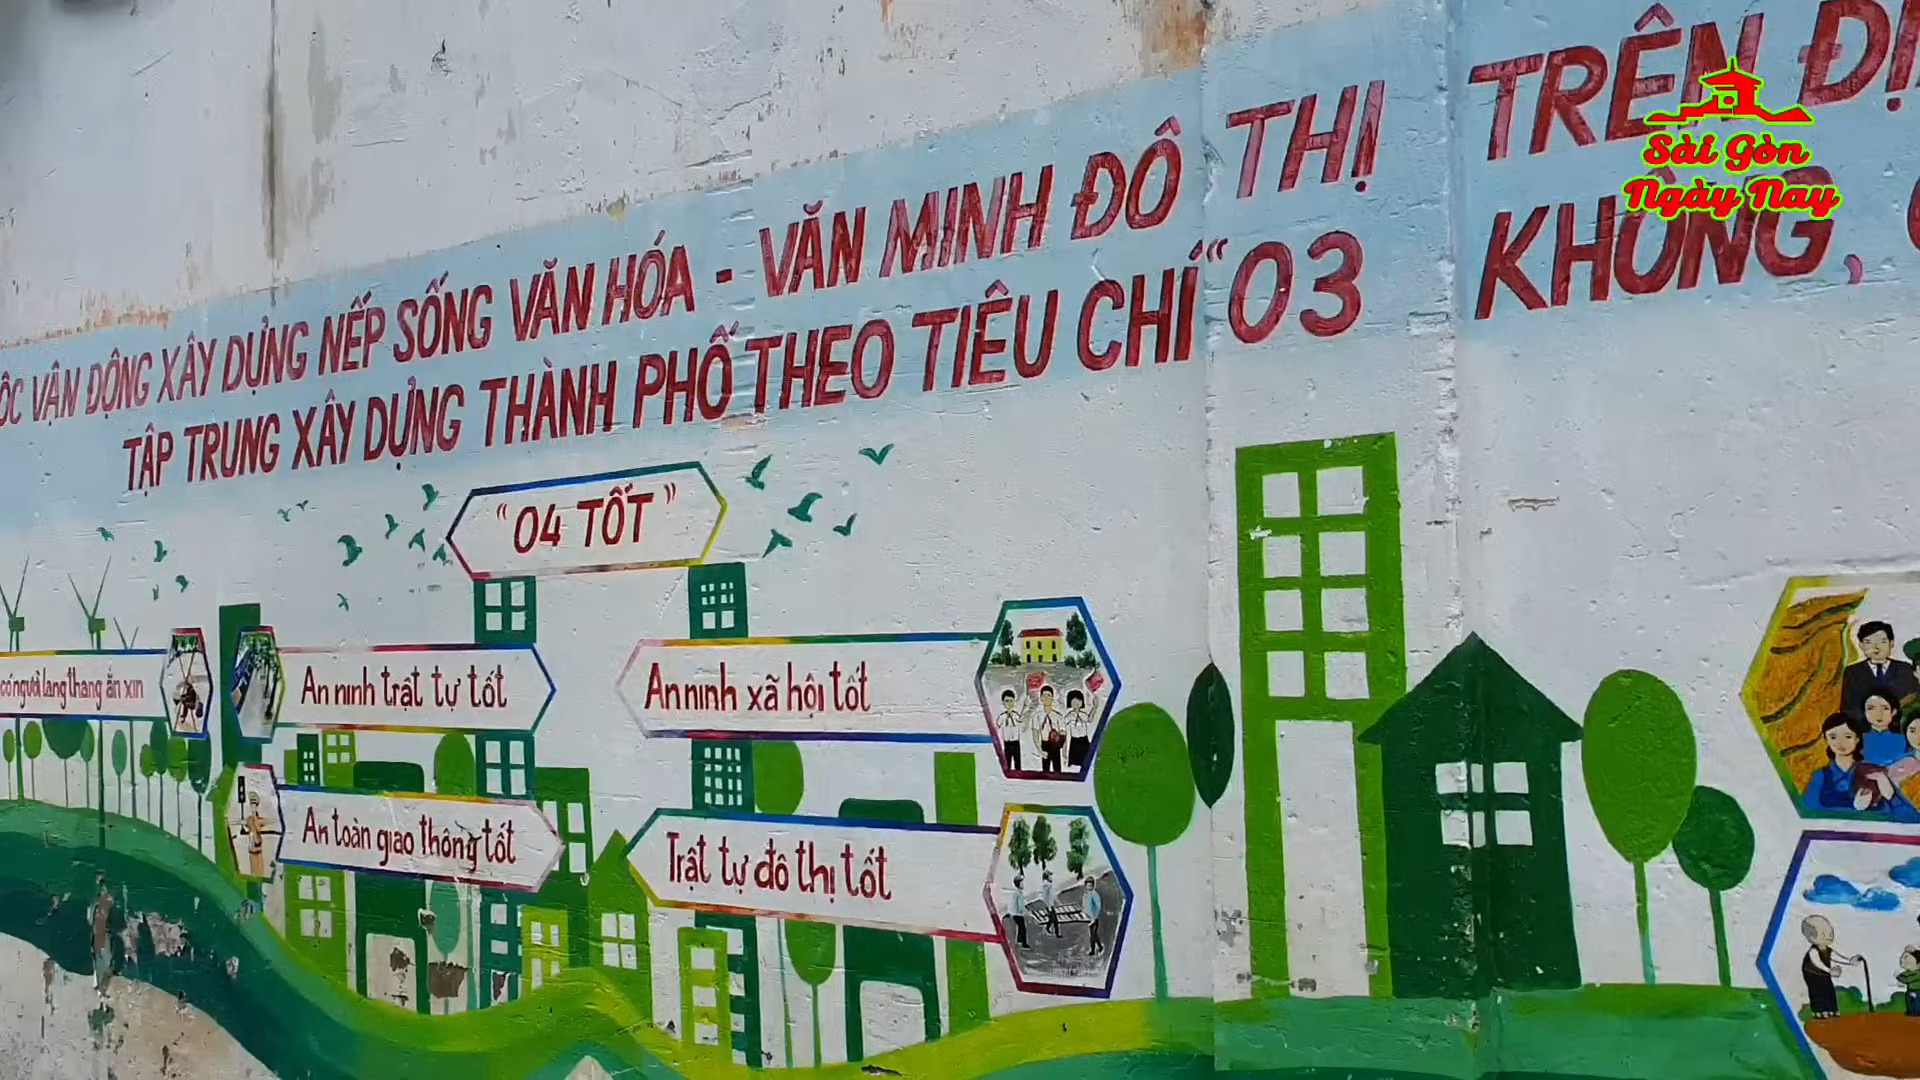 VẬN ĐỘNG XÂY DỰNG NẾP SỐNG VĂN HÓA - VĂN MINH ĐÔ THỊ TRÊN
TẬP TRUNG XÂY DỰNG THÀNH PHỐ THEO TIÊU CHÍ "03 KHÔNG,
Sài Gòn
Ngày Nay
"04 TỐT"
có người lang thang ăn xin
An ninh trật tự tốt
An ninh xã hội tốt
An toàn giao thông tốt
Trật tự đô thị tốt